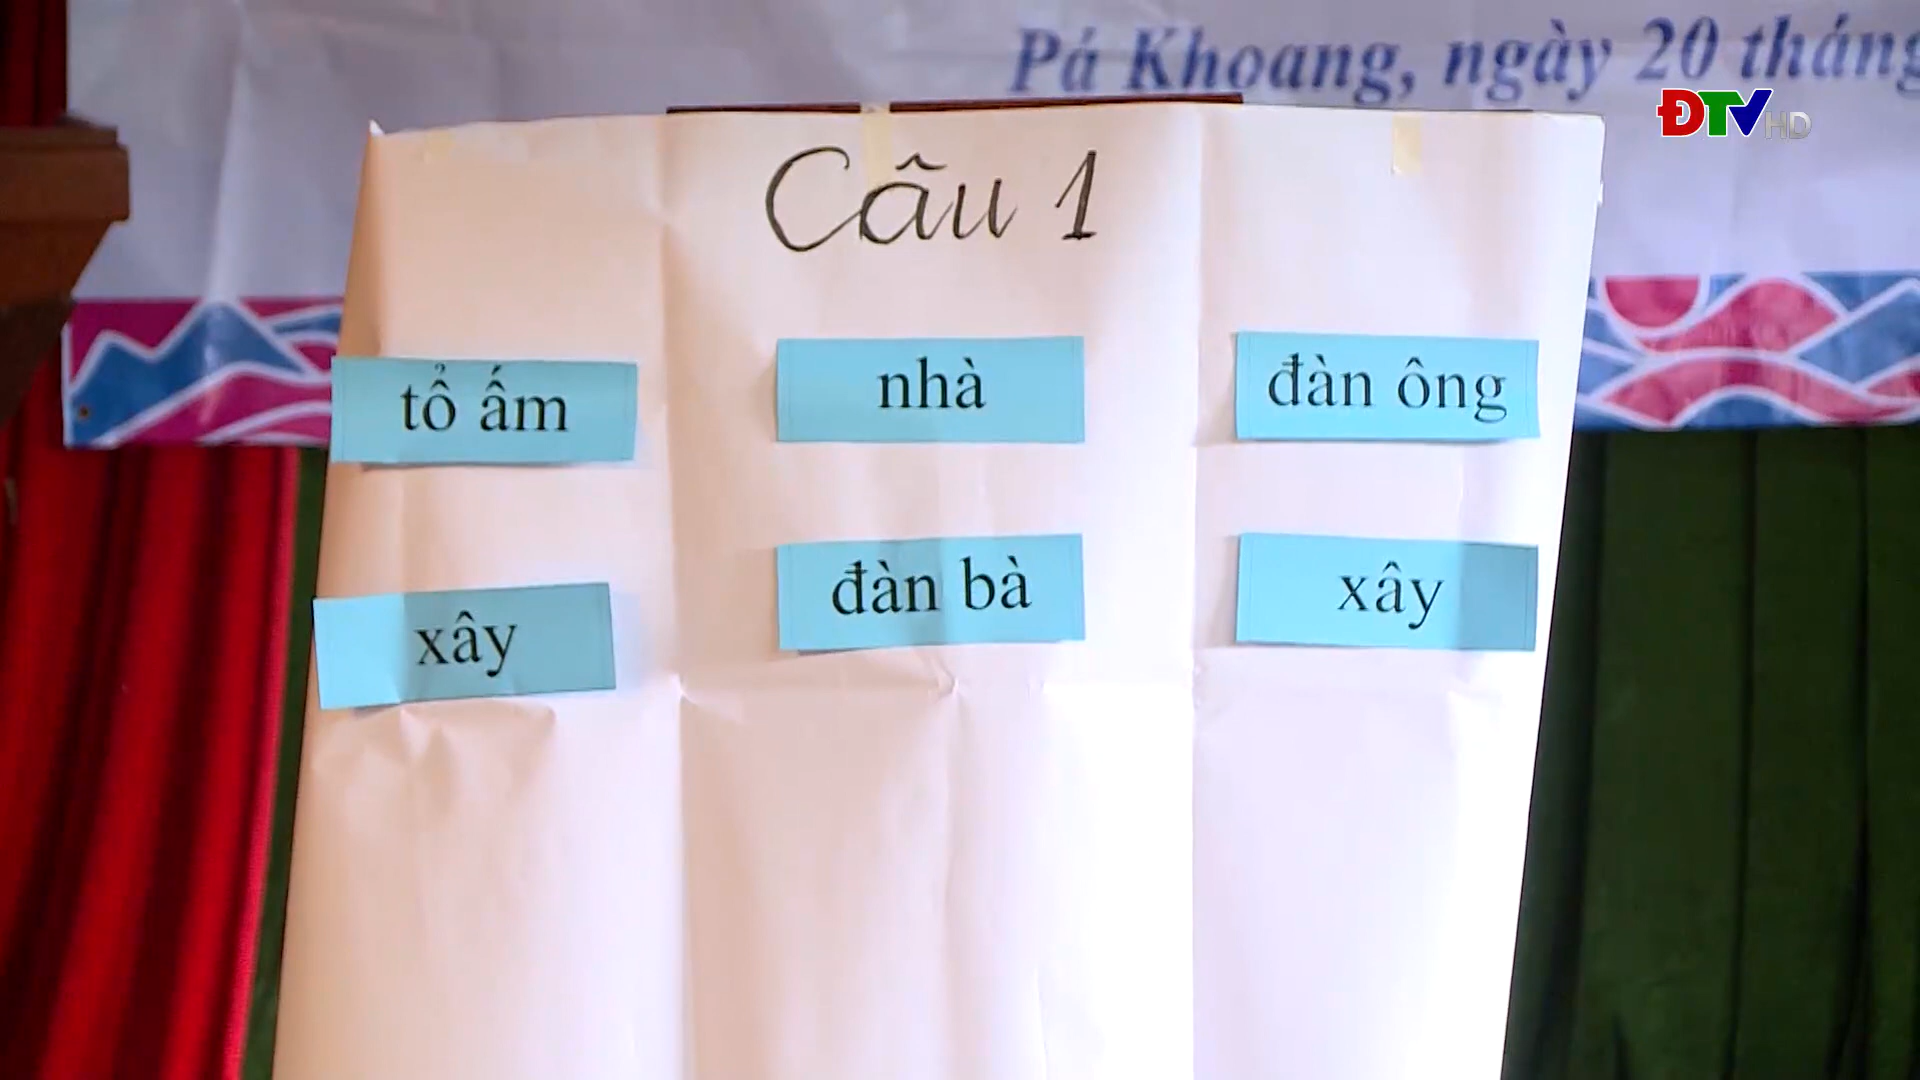 Pá Khoang, ngày 20 tháng
ĐTV HD
Câu 1
tổ ấm
nhà
đàn ông
xây
đàn bà
xây